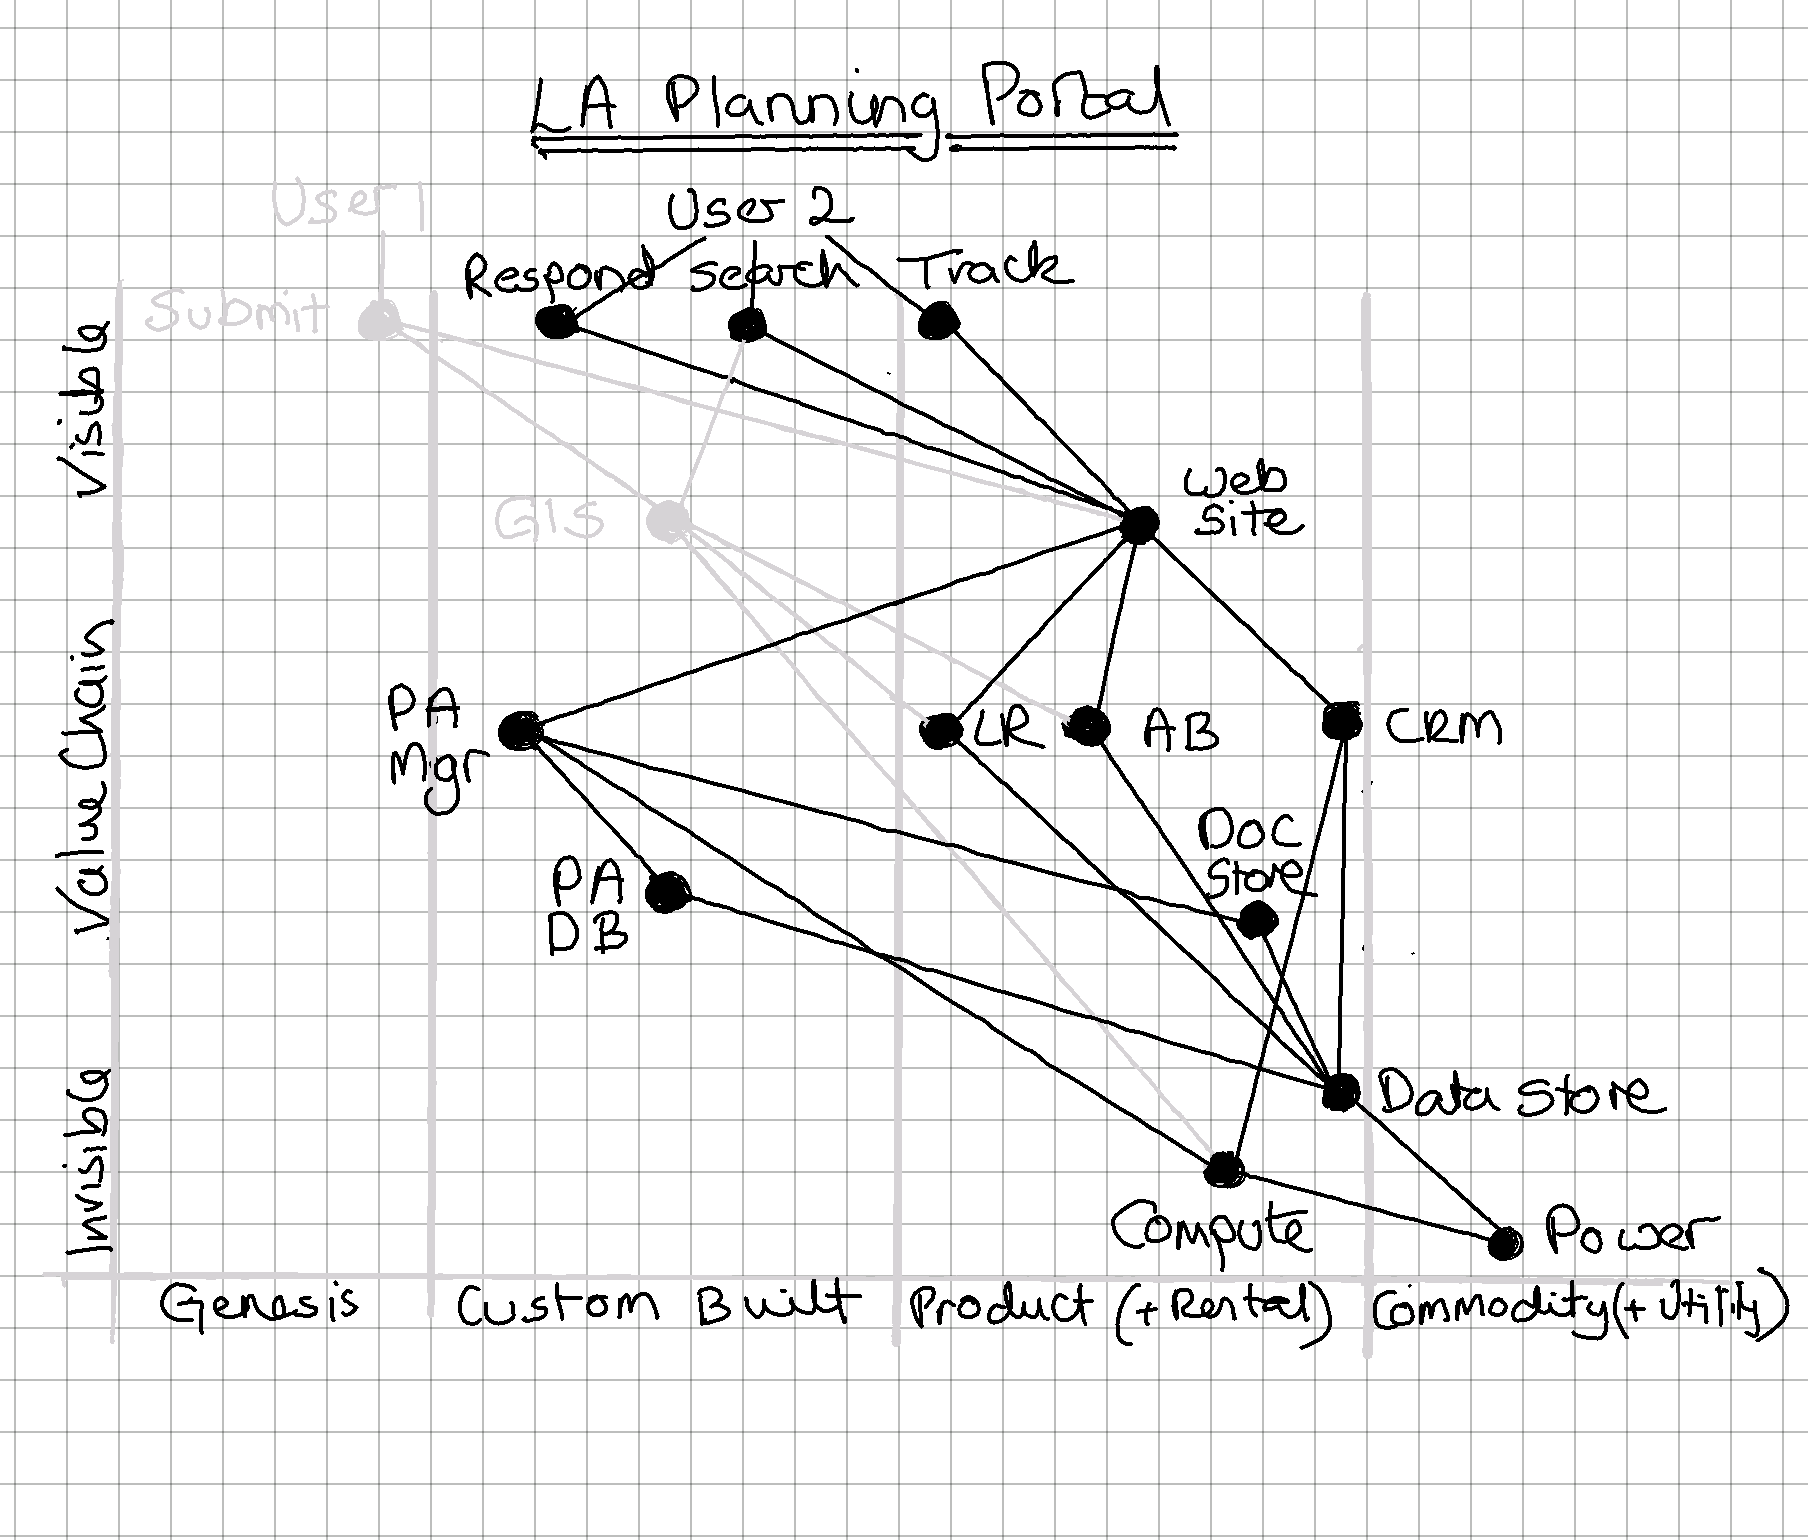 LA Planning Portal
User 1
User 2
Submit
Respond
Search
Track
Visible
Value Chain
Invisible
GIS
Web
Site
PA
Mgr
LR
AB
CRM
Doc
Store
PA
DB
Data Store
Compute
Power
Genesis
Custom Built
Product (+ Rental)
Commodity (+ Utility)